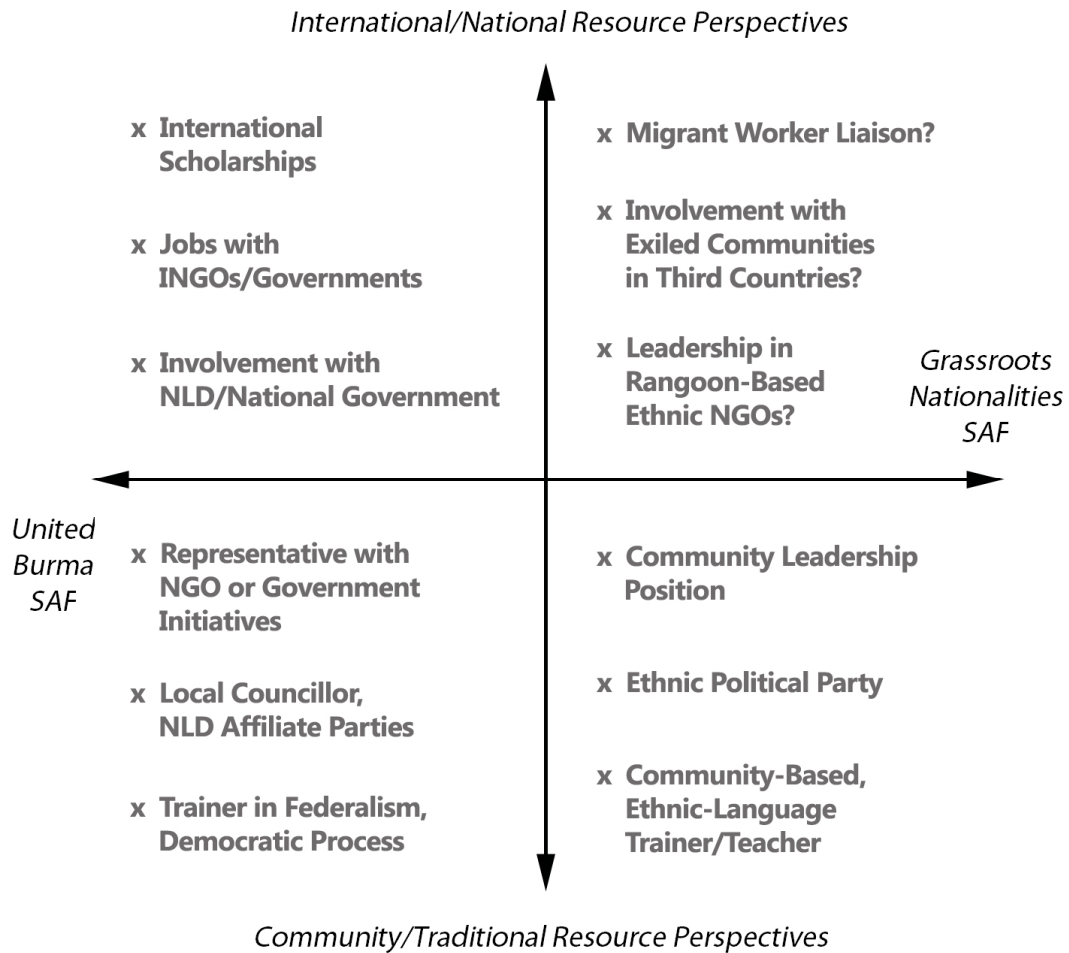 International/National Resource Perspectives
x International
Scholarships
x Jobs with
INGOs/Governments
x Involvement with
NLD/National Government
x Migrant Worker Liaison?
x Involvement with
Exiled Communities
in Third Countries?
x Leadership in
Rangoon-Based
Ethnic NGOs?
Grassroots
Nationalities
SAF
United
Burma
SAF
x Representative with
NGO or Government
Initiatives
x Local Councillor,
NLD Affiliate Parties
x Trainer in Federalism,
Democratic Process
x Community Leadership
Position
x Ethnic Political Party
x Community-Based,
Ethnic-Language
Trainer/Teacher
Community/Traditional Resource Perspectives